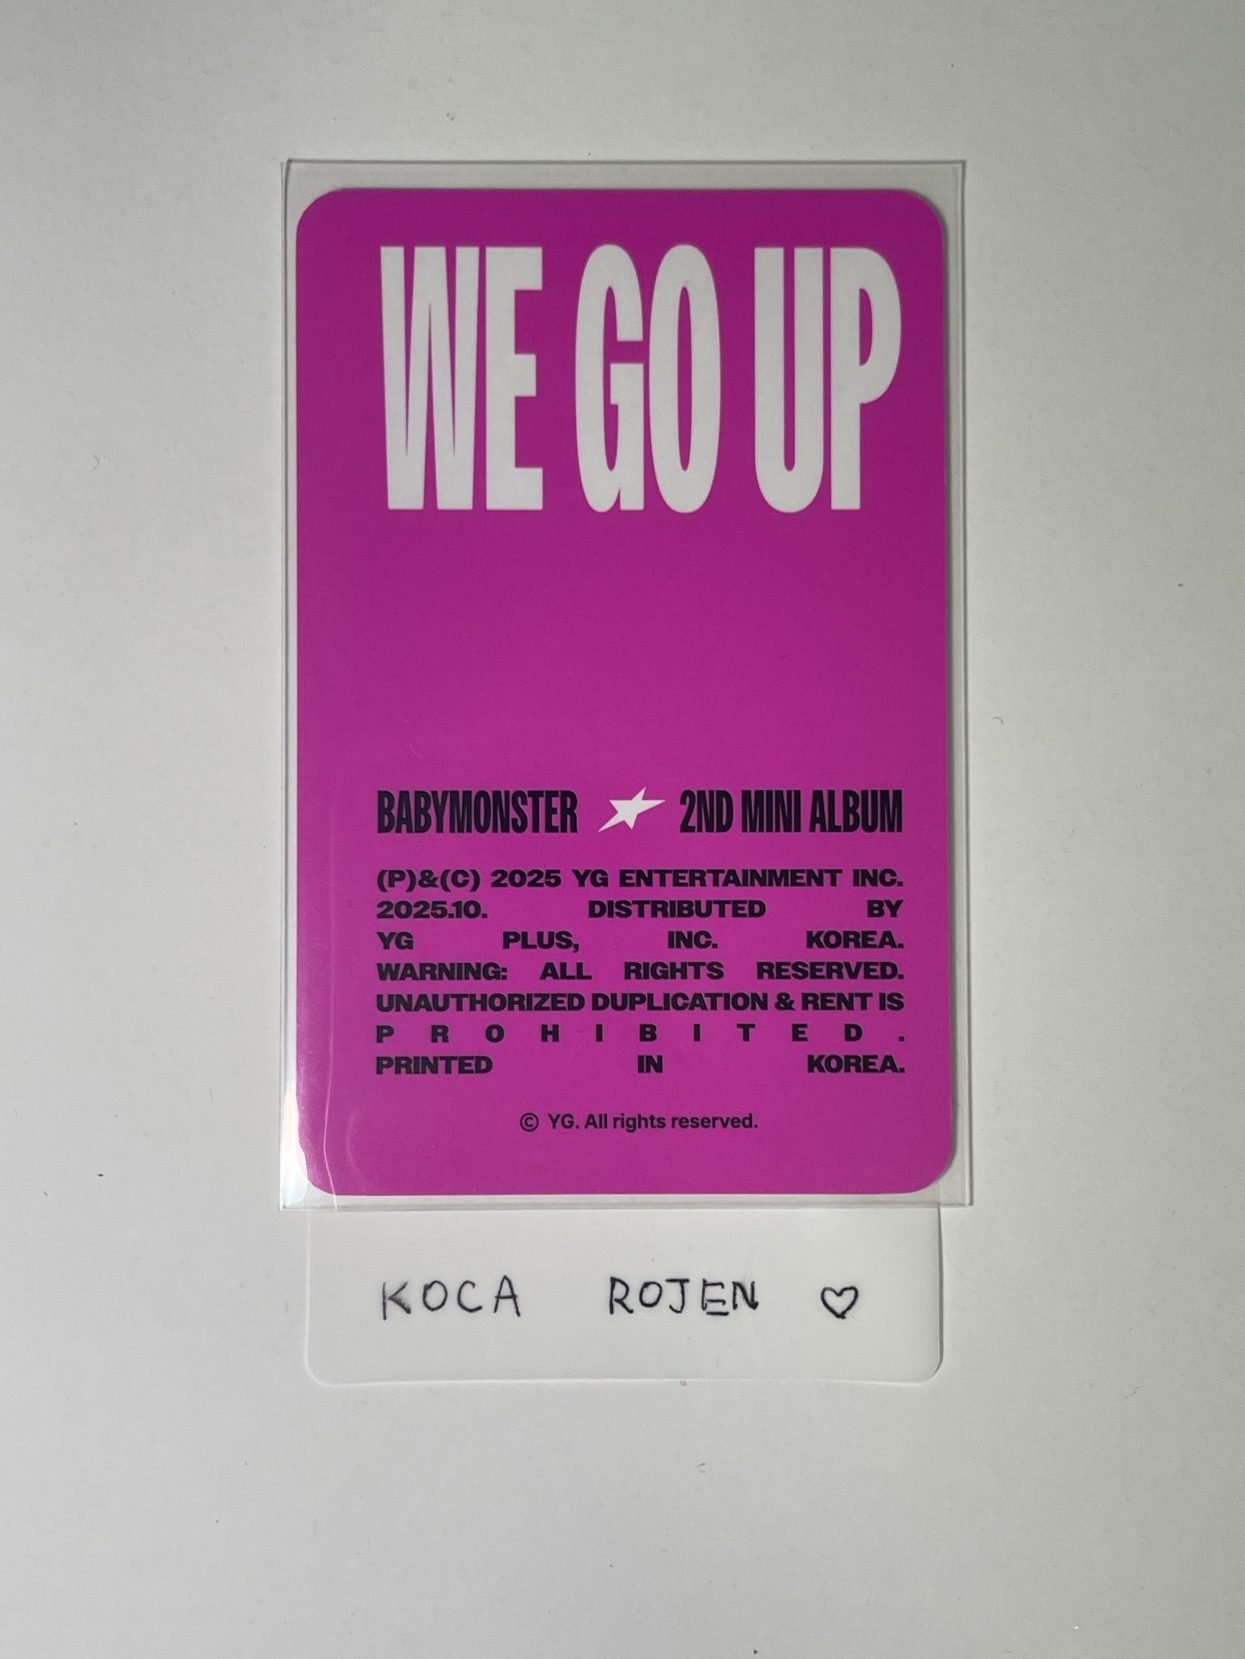 WE GO UP
BABYMONSTER 2ND MINI ALBUM
(P)&(C) 2025 YG ENTERTAINMENT INC.
2025.10. DISTRIBUTED BY
YG PLUS, INC. KOREA.
WARNING: ALL RIGHTS RESERVED.
UNAUTHORIZED DUPLICATION & RENT IS
PROHIBITED.
PRINTED IN KOREA.
© YG. All rights reserved.
KOCA ROJEN ♡